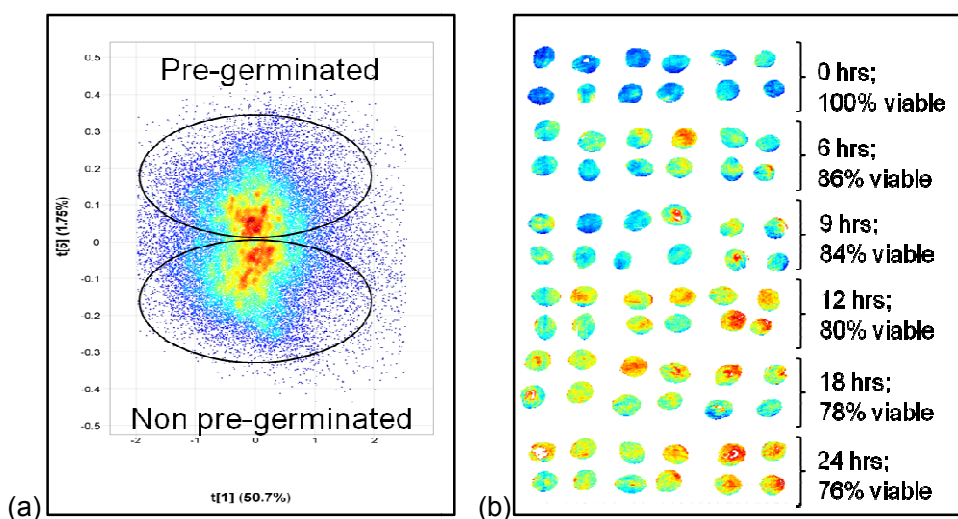 Pre-germinated
0.5
0.4
0.3
0.2
0.1
0
-0.1
-0.2
-0.3
-0.4
-0.5
t[5] (1.75%)
Non pre-germinated
-1
0
1
2
t[1] (50.7%)
(a)
0 hrs;
100% viable
6 hrs;
86% viable
9 hrs;
84% viable
12 hrs;
80% viable
18 hrs;
78% viable
24 hrs;
76% viable
(b)